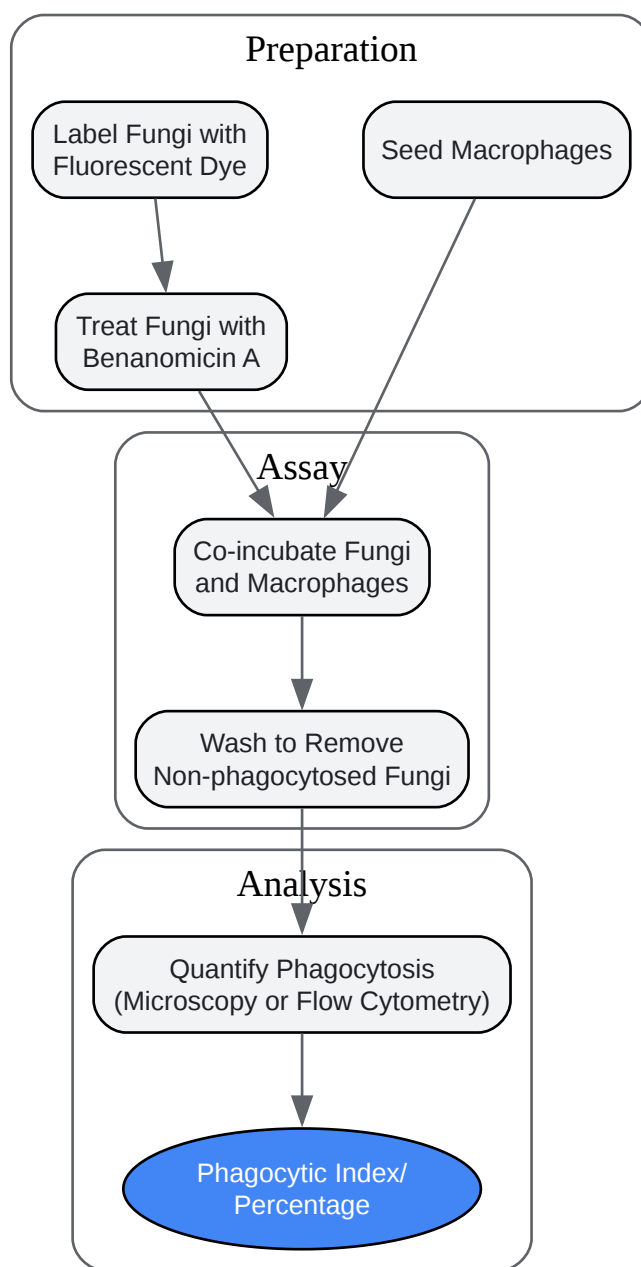 Preparation
Label Fungi with
Fluorescent Dye
Seed Macrophages
Treat Fungi with
Benanomicin A
Assay
Co-incubate Fungi
and Macrophages
Wash to Remove
Non-phagocytosed Fungi
Analysis
Quantify Phagocytosis
(Microscopy or Flow Cytometry)
Phagocytic Index/
Percentage